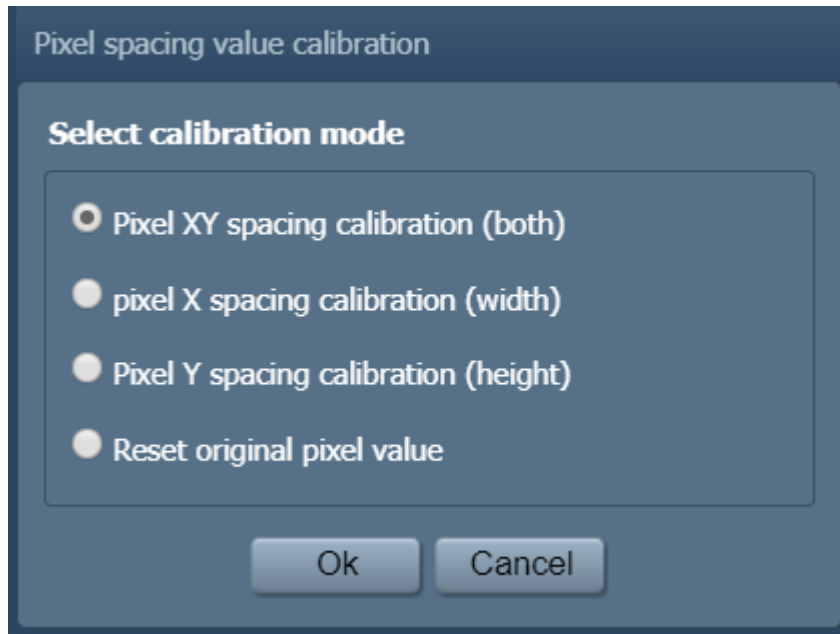 Pixel spacing value calibration
Select calibration mode
Pixel XY spacing calibration (both)
pixel X spacing calibration (width)
Pixel Y spacing calibration (height)
Reset original pixel value
Ok
Cancel